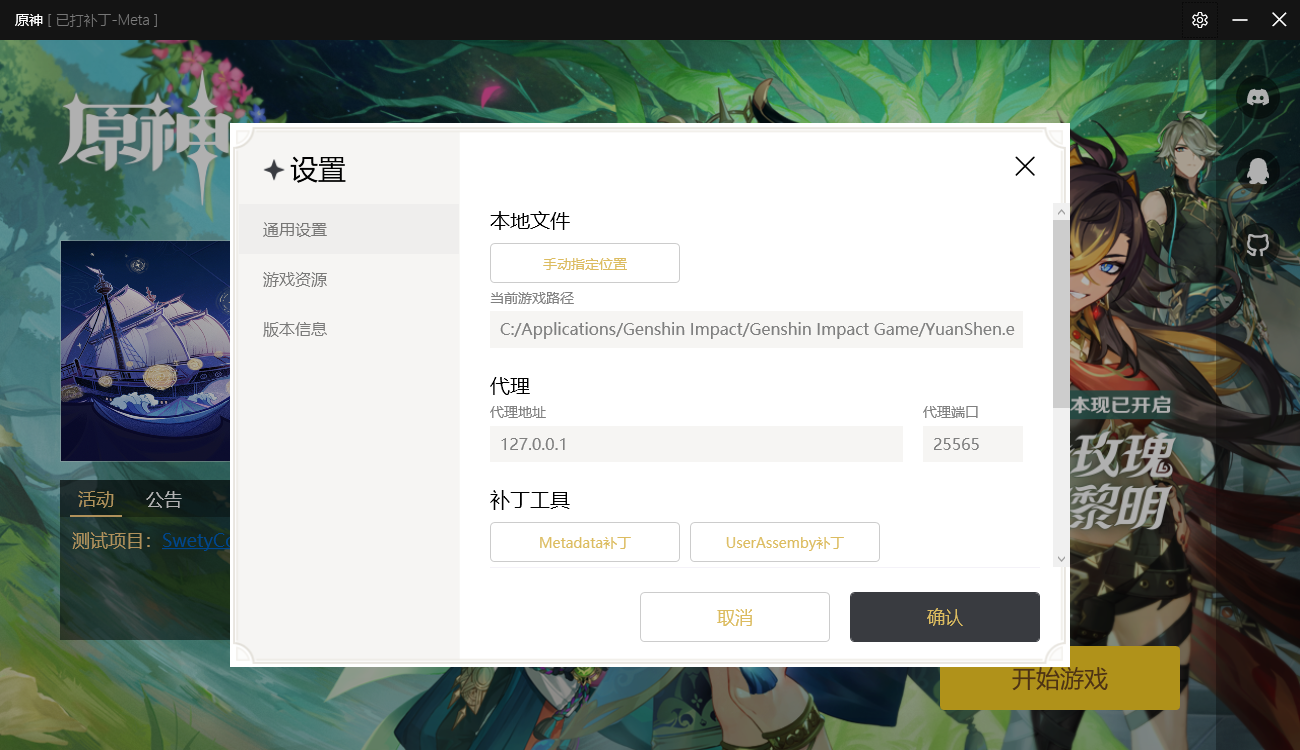 原神 [ 已打补丁-Meta ]
原神
设置
通用设置
游戏资源
版本信息
本地文件
手动指定位置
当前游戏路径
C:/Applications/Genshin Impact/Genshin Impact Game/YuanShen.e
代理
代理地址
代理端口
127.0.0.1
25565
补丁工具
Metadata补丁
UserAssemby补丁
取消
确认
活动
公告
测试项目：SwetyCo
本现已开启
玫瑰
黎明
开始游戏